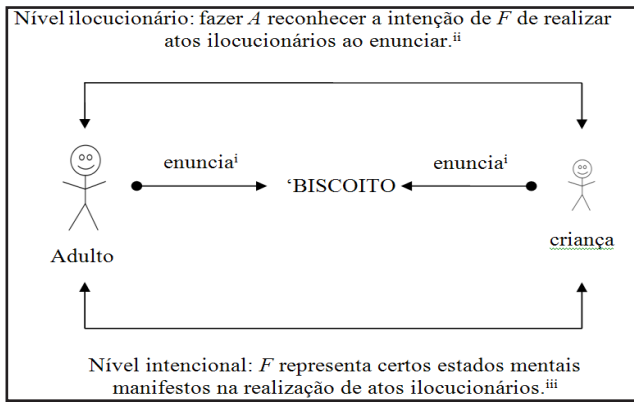 Nível ilocucionário: fazer A reconhecer a intenção de F de realizar
atos ilocucionários ao enunciar.ii
enunciai
‘BISCOITO
enunciai
Adulto
criança
Nível intencional: F representa certos estados mentais
manifestos na realização de atos ilocucionários.iii